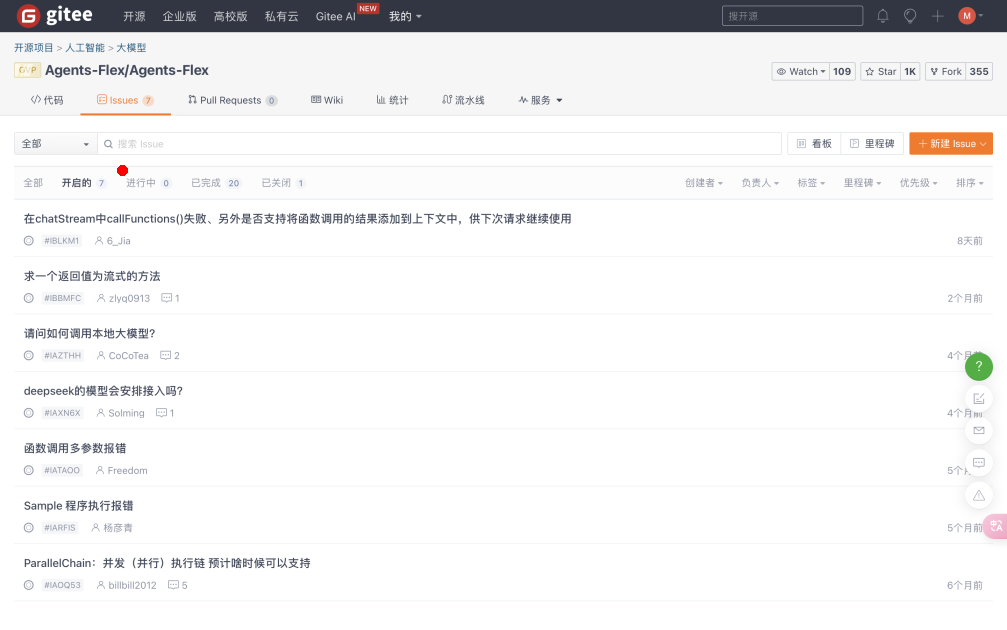 gitee 开源 企业版 高校版 私有云 Gitee AI NEW 我的 搜开源 M
开源项目 > 人工智能 > 大模型
GVP Agents-Flex/Agents-Flex Watch 109 Star 1K Fork 355
代码 Issues 7 Pull Requests 0 Wiki 统计 流水线 服务
全部 搜索 Issue 看板 里程碑 新建 Issue
全部 开启的 7 进行中 0 已完成 20 已关闭 1 创建者 负责人 标签 里程碑 优先级 排序
在chatStream中callFunctions()失败、另外是否支持将函数调用的结果添加到上下文中，供下次请求继续使用
#IBLKM1 6_Jia 8天前
求一个返回值为流式的方法
#IBBMFC zlyq0913 1 2个月前
请问如何调用本地大模型?
#IAZTHH CoCoTea 2 4个月前
?
deepseek的模型会安排接入吗?
#IAXN6X Solming 1 4个月前
函数调用多参数报错
#IATAOO Freedom 5个月
Sample 程序执行报错
#IARFIS 杨彦青 5个月前
ParallelChain：并发（并行）执行链 预计啥时候可以支持
#IAOQ53 billbill2012 5 6个月前